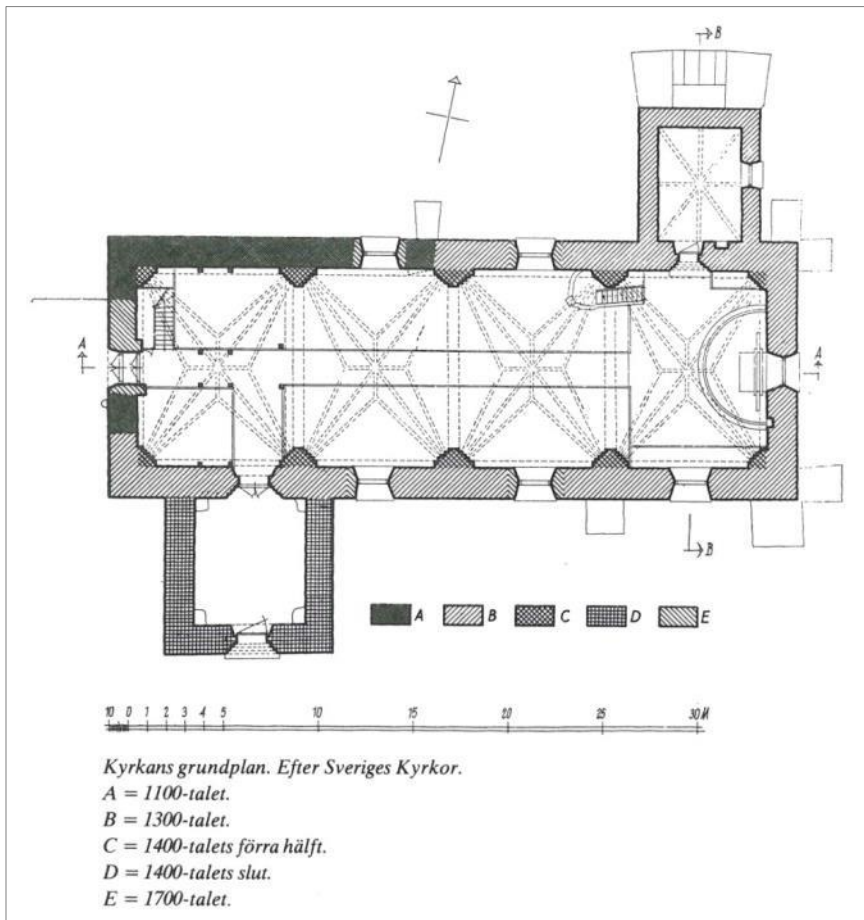 B
A
A
B
A B C D E
10 0 1 2 3 4 5 10 15 20 25 30 M
Kyrkans grundplan. Efter Sveriges Kyrkor.
A = 1100-talet.
B = 1300-talet.
C = 1400-talets förra hälft.
D = 1400-talets slut.
E = 1700-talet.